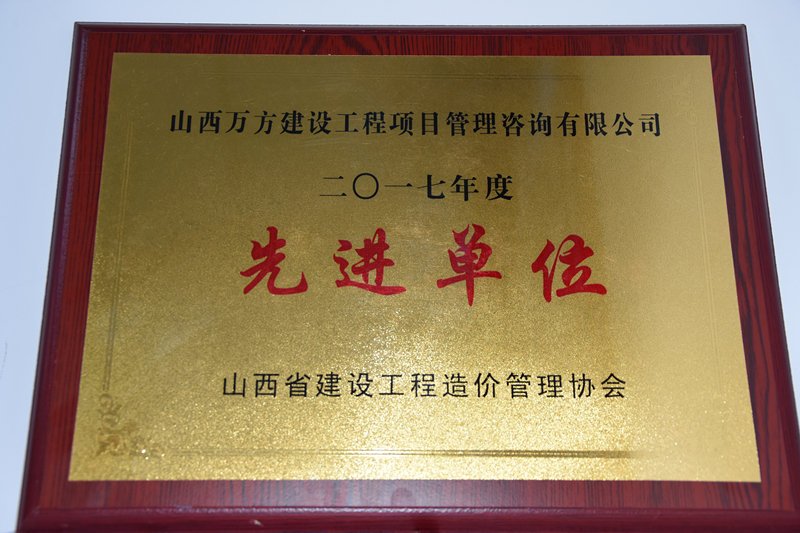 山西万方建设工程项目管理咨询有限公司
二〇一七年度
先进单位
山西省建设工程造价管理协会